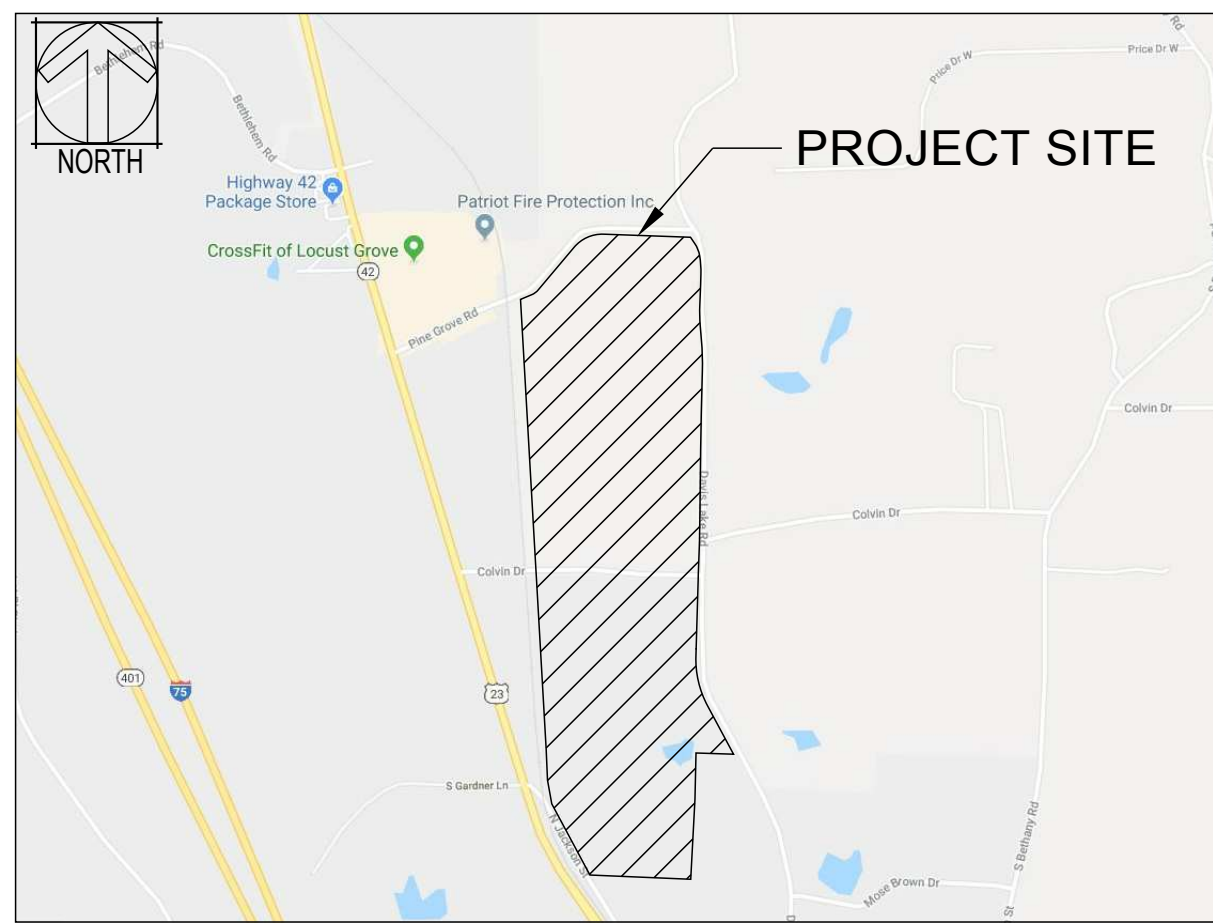 Bethlehem Rd
Price Dr W
Price Dr W
Bethlehem Rd
NORTH
PROJECT SITE
Highway 42
Package Store
Patriot Fire Protection Inc
CrossFit of Locust Grove
42
Pine Grove Rd
Colvin Dr
Davis Lake Rd
Colvin Dr
Colvin Dr
401
75
23
S Gardner Ln
N Jackson St
S Bethany Rd
Mose Brown Dr